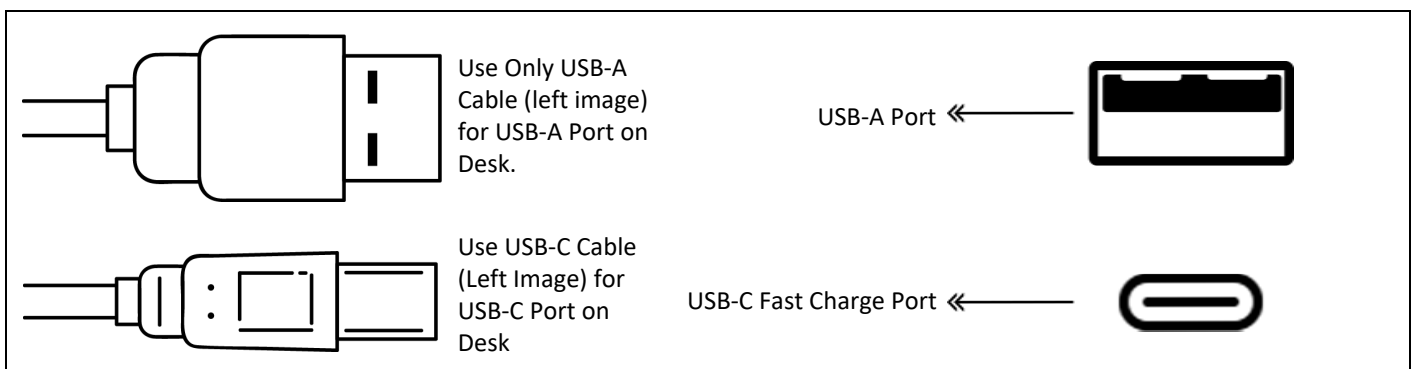 Use Only USB-A
Cable (left image)
for USB-A Port on
Desk.
USB-A Port
Use USB-C Cable
(Left Image) for
USB-C Port on
Desk
USB-C Fast Charge Port